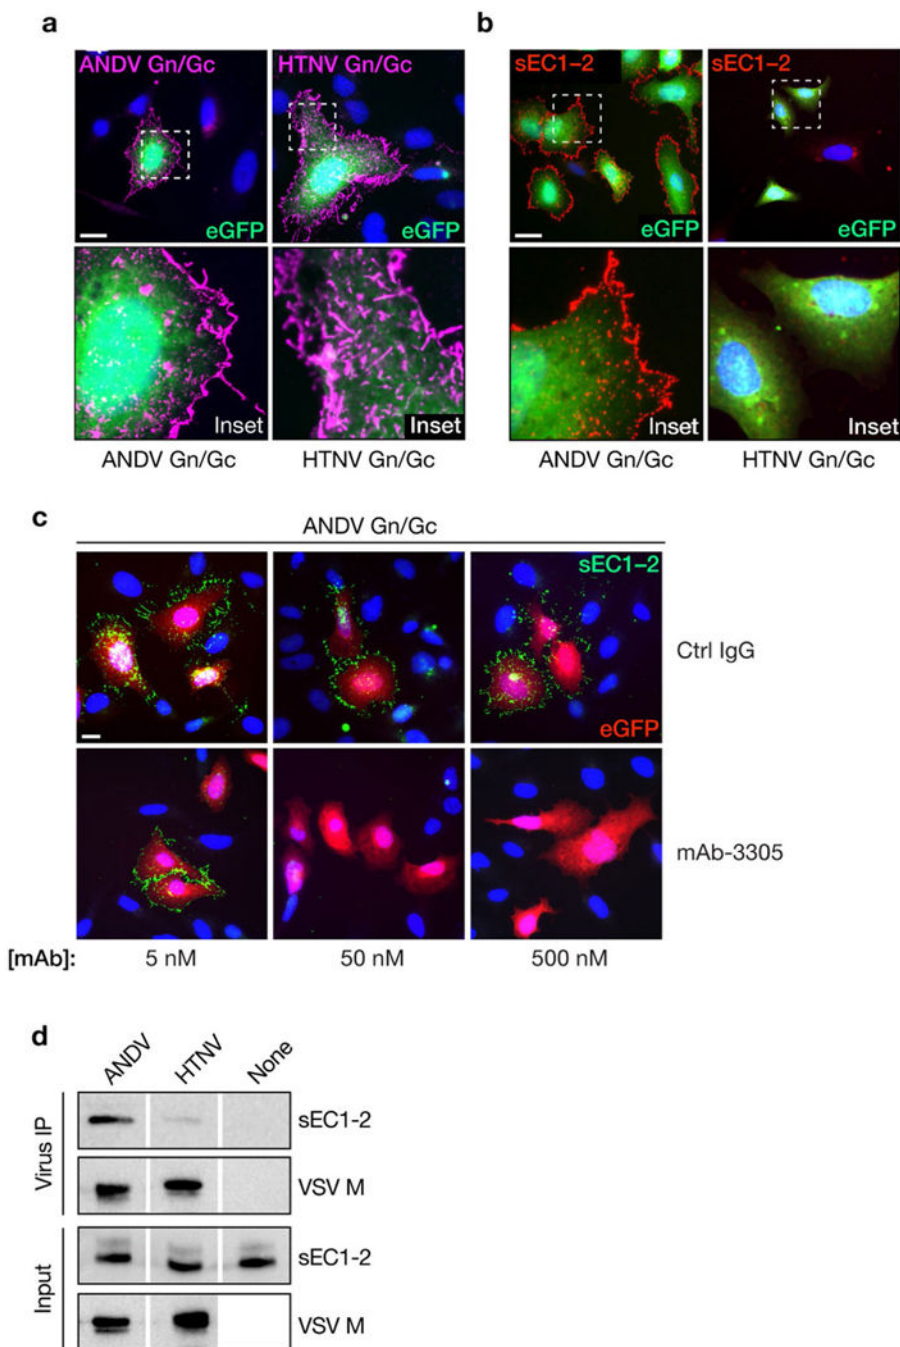 a
ANDV Gn/Gc
HTNV Gn/Gc
eGFP
eGFP
Inset
Inset
ANDV Gn/Gc
HTNV Gn/Gc
b
sEC1–2
sEC1–2
eGFP
eGFP
Inset
Inset
ANDV Gn/Gc
HTNV Gn/Gc
c
ANDV Gn/Gc
sEC1–2
Ctrl IgG
eGFP
mAb-3305
[mAb]: 5 nM 50 nM 500 nM
d
ANDV HTNV None
Virus IP
sEC1-2
VSV M
Input
sEC1-2
VSV M